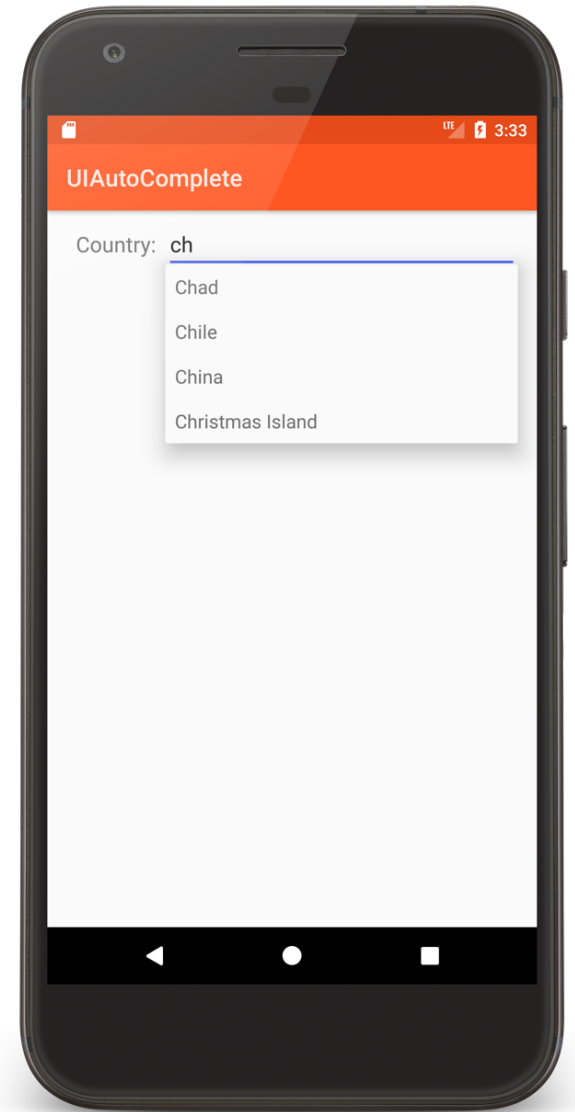 LTE 3:33
UIAutoComplete
Country: ch
Chad
Chile
China
Christmas Island